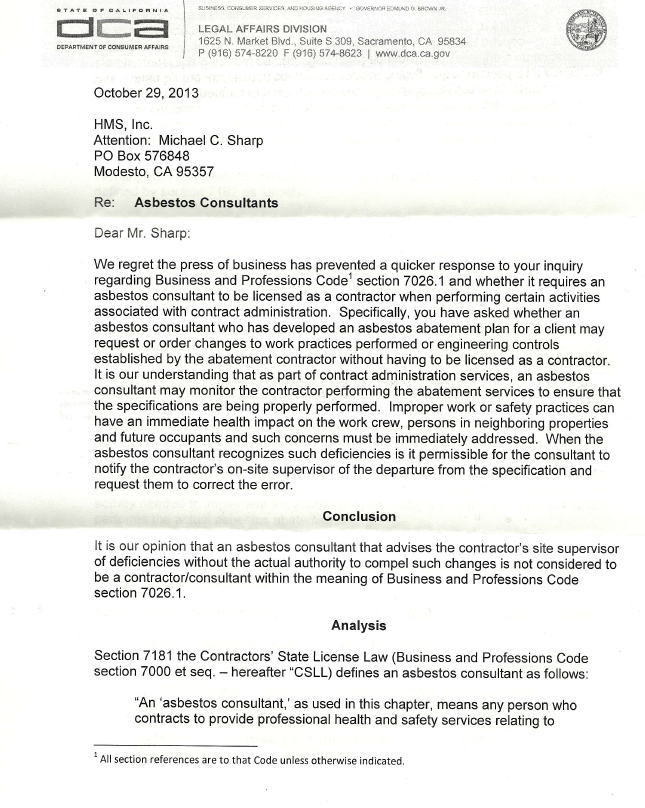 STATE OF CALIFORNIA
dca
DEPARTMENT OF CONSUMER AFFAIRS
BUSINESS, CONSUMER SERVICES, AND HOUSING AGENCY • GOVERNOR EDMUND G. BROWN JR.
LEGAL AFFAIRS DIVISION
1625 N. Market Blvd., Suite S 309, Sacramento, CA 95834
P (916) 574-8220 F (916) 574-8623 | www.dca.ca.gov
October 29, 2013
HMS, Inc.
Attention: Michael C. Sharp
PO Box 576848
Modesto, CA 95357
Re: Asbestos Consultants
Dear Mr. Sharp:
We regret the press of business has prevented a quicker response to your inquiry
regarding Business and Professions Code¹ section 7026.1 and whether it requires an
asbestos consultant to be licensed as a contractor when performing certain activities
associated with contract administration. Specifically, you have asked whether an
asbestos consultant who has developed an asbestos abatement plan for a client may
request or order changes to work practices performed or engineering controls
established by the abatement contractor without having to be licensed as a contractor.
It is our understanding that as part of contract administration services, an asbestos
consultant may monitor the contractor performing the abatement services to ensure that
the specifications are being properly performed. Improper work or safety practices can
have an immediate health impact on the work crew, persons in neighboring properties
and future occupants and such concerns must be immediately addressed. When the
asbestos consultant recognizes such deficiencies is it permissible for the consultant to
notify the contractor's on-site supervisor of the departure from the specification and
request them to correct the error.
Conclusion
It is our opinion that an asbestos consultant that advises the contractor's site supervisor
of deficiencies without the actual authority to compel such changes is not considered to
be a contractor/consultant within the meaning of Business and Professions Code
section 7026.1.
Analysis
Section 7181 the Contractors' State License Law (Business and Professions Code
section 7000 et seq. – hereafter "CSLL) defines an asbestos consultant as follows:
"An 'asbestos consultant,' as used in this chapter, means any person who
contracts to provide professional health and safety services relating to
¹ All section references are to that Code unless otherwise indicated.